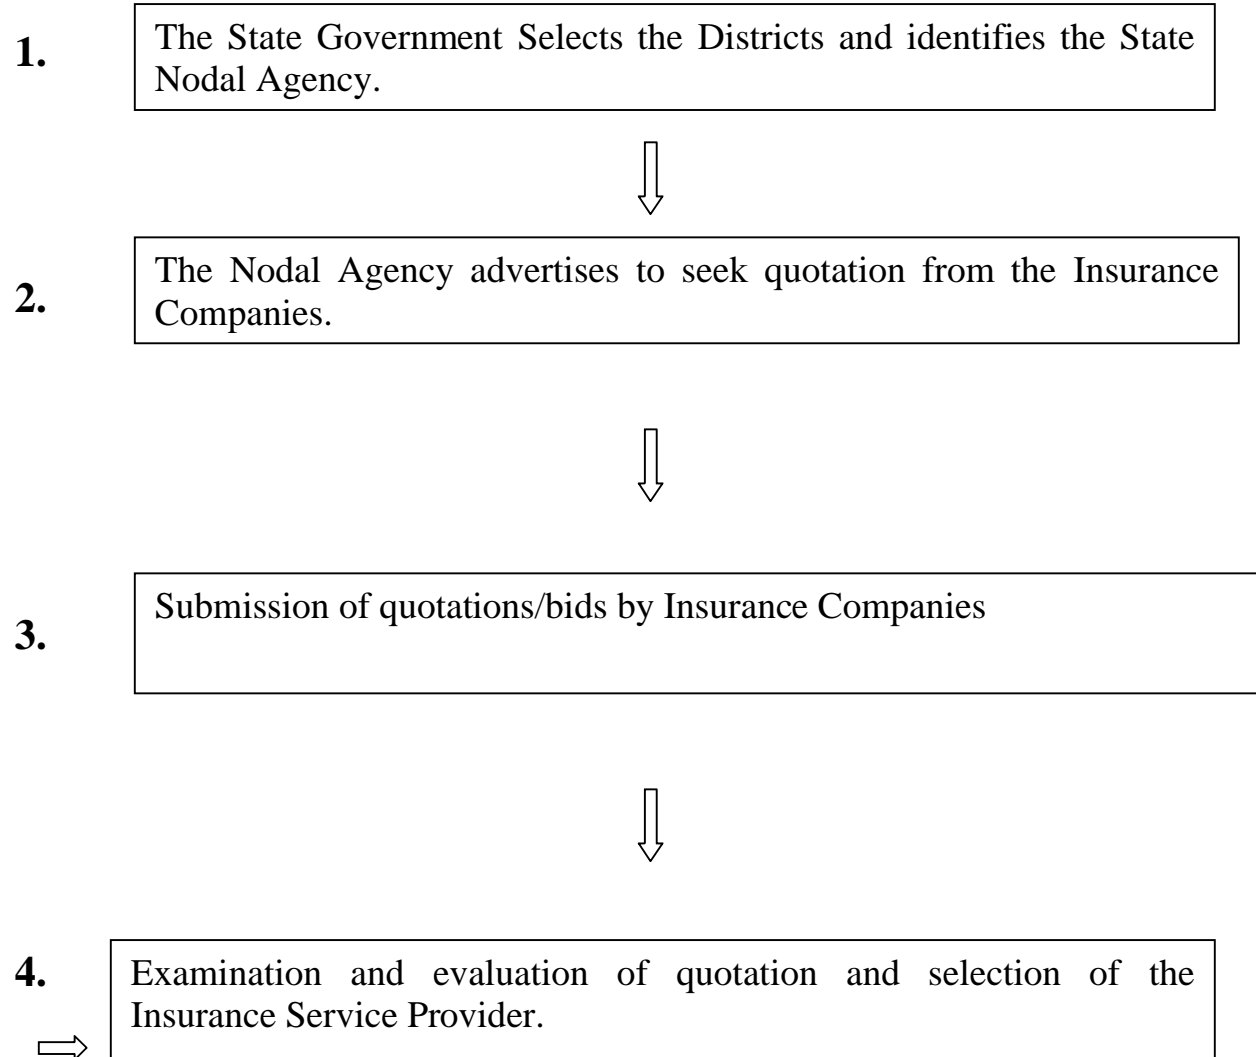 1.
The State Government Selects the Districts and identifies the State
Nodal Agency.
2.
The Nodal Agency advertises to seek quotation from the Insurance
Companies.
3.
Submission of quotations/bids by Insurance Companies
4.
Examination and evaluation of quotation and selection of the
Insurance Service Provider.